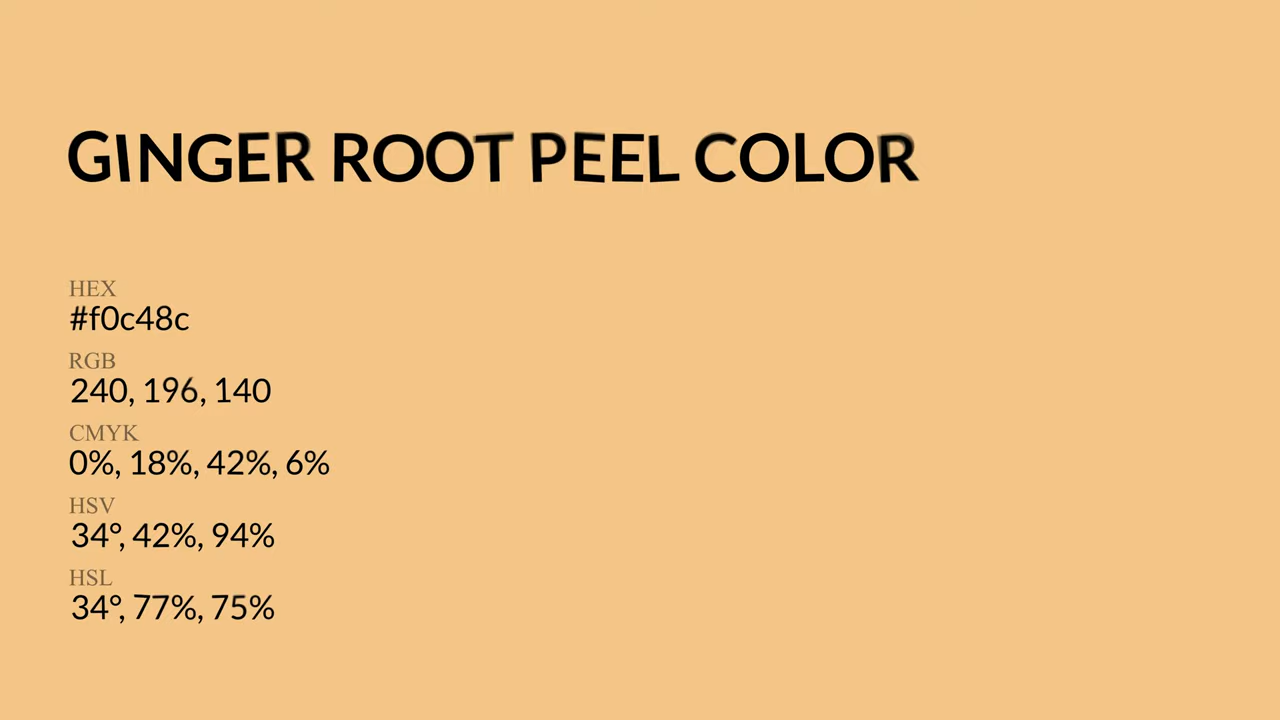 GINGER ROOT PEEL COLOR
HEX
#f0c48c
RGB
240, 196, 140
CMYK
0%, 18%, 42%, 6%
HSV
34°, 42%, 94%
HSL
34°, 77%, 75%